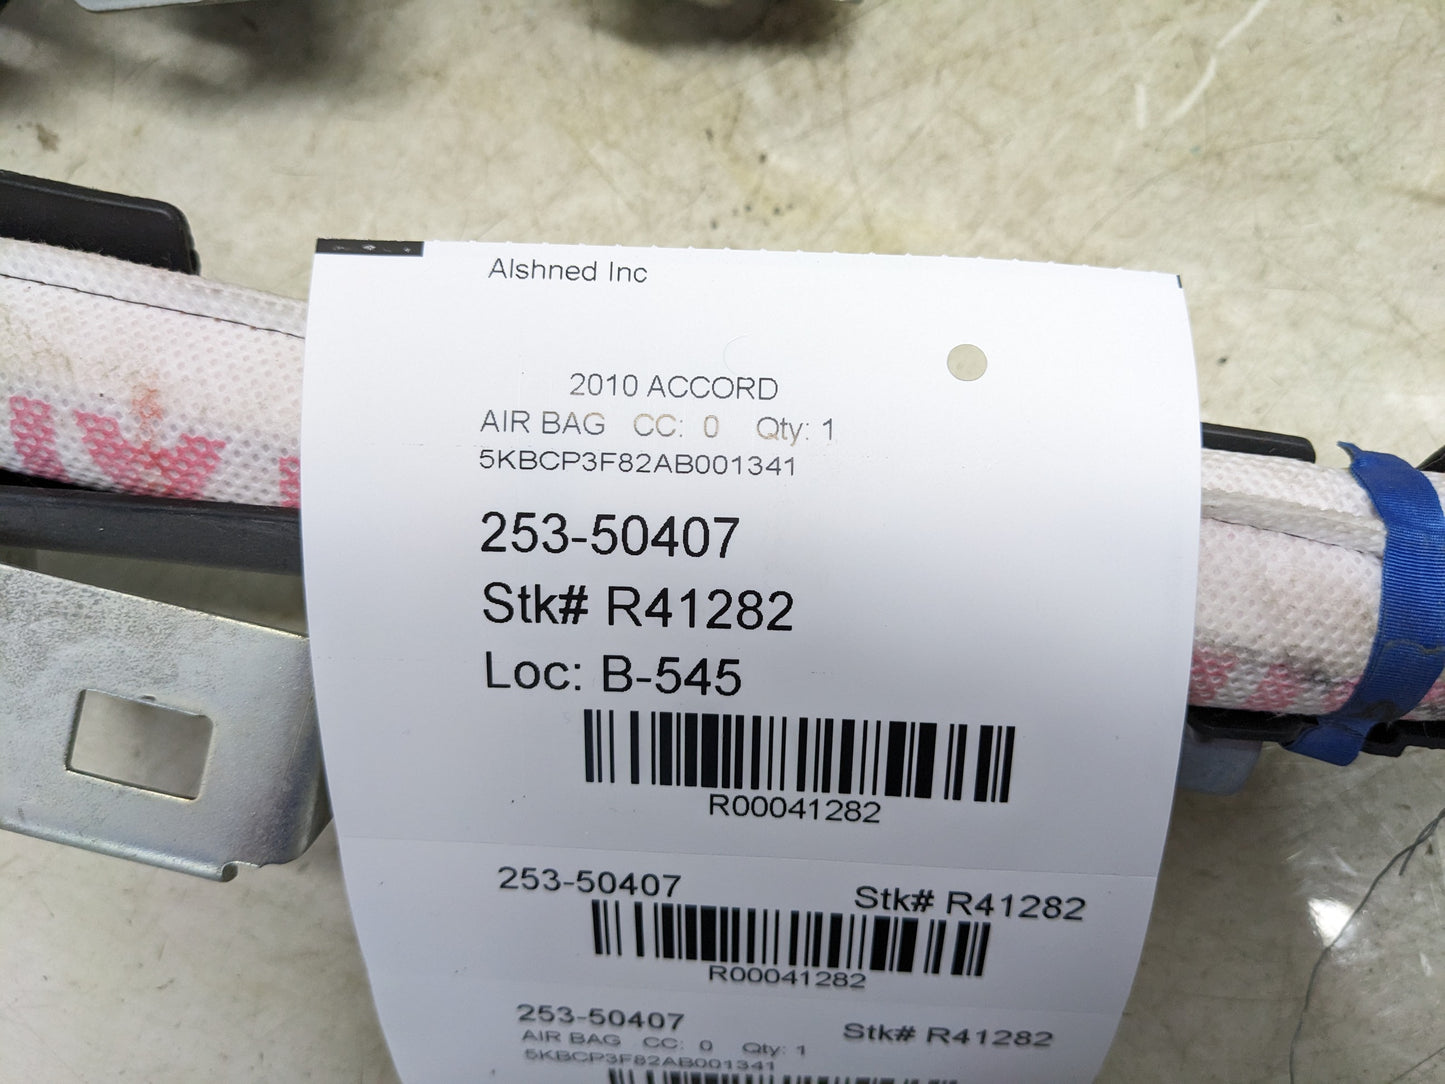 Alshned Inc
2010 ACCORD
AIR BAG CC: 0 Qty: 1
5KBCP3F82AB001341
253-50407
Stk# R41282
Loc: B-545
R00041282
253-50407 Stk# R41282
R00041282
253-50407 Stk# R41282
AIR BAG CC: 0 Qty: 1
5KBCP3F82AB001341